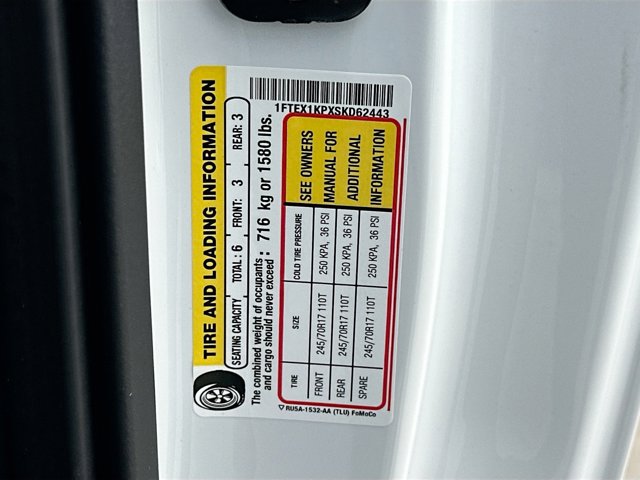 TIRE AND LOADING INFORMATION
SEATING CAPACITY TOTAL: 6 FRONT: 3 REAR: 3
The combined weight of occupants
and cargo should never exceed : 716 kg or 1580 lbs.
1FTEX1KPXSKD62443
TIRE SIZE COLD TIRE PRESSURE
FRONT 245/70R17 110T 250 KPA, 36 PSI
REAR 245/70R17 110T 250 KPA, 36 PSI
SPARE 245/70R17 110T 250 KPA, 36 PSI
SEE OWNERS
MANUAL FOR
ADDITIONAL
INFORMATION
RU5A-1532-AA (TLU) FoMoCo